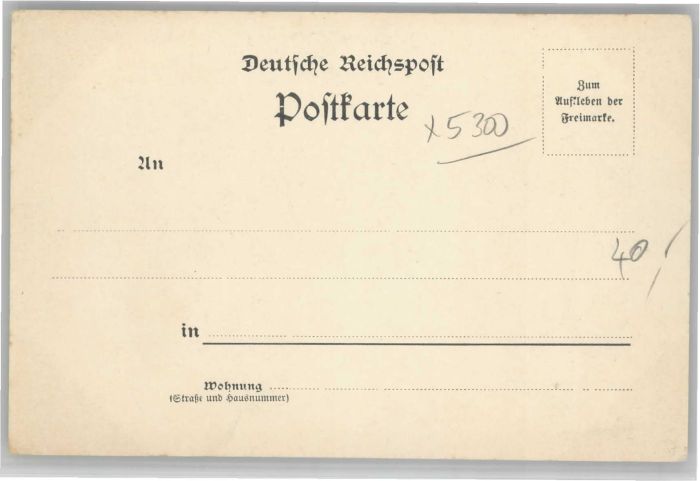 Deutsche Reichspost
Postkarte
x 5300
Zum
Aufkleben der
Freimarke.
An
40,
in
Wohnung
(Straße und Hausnummer)